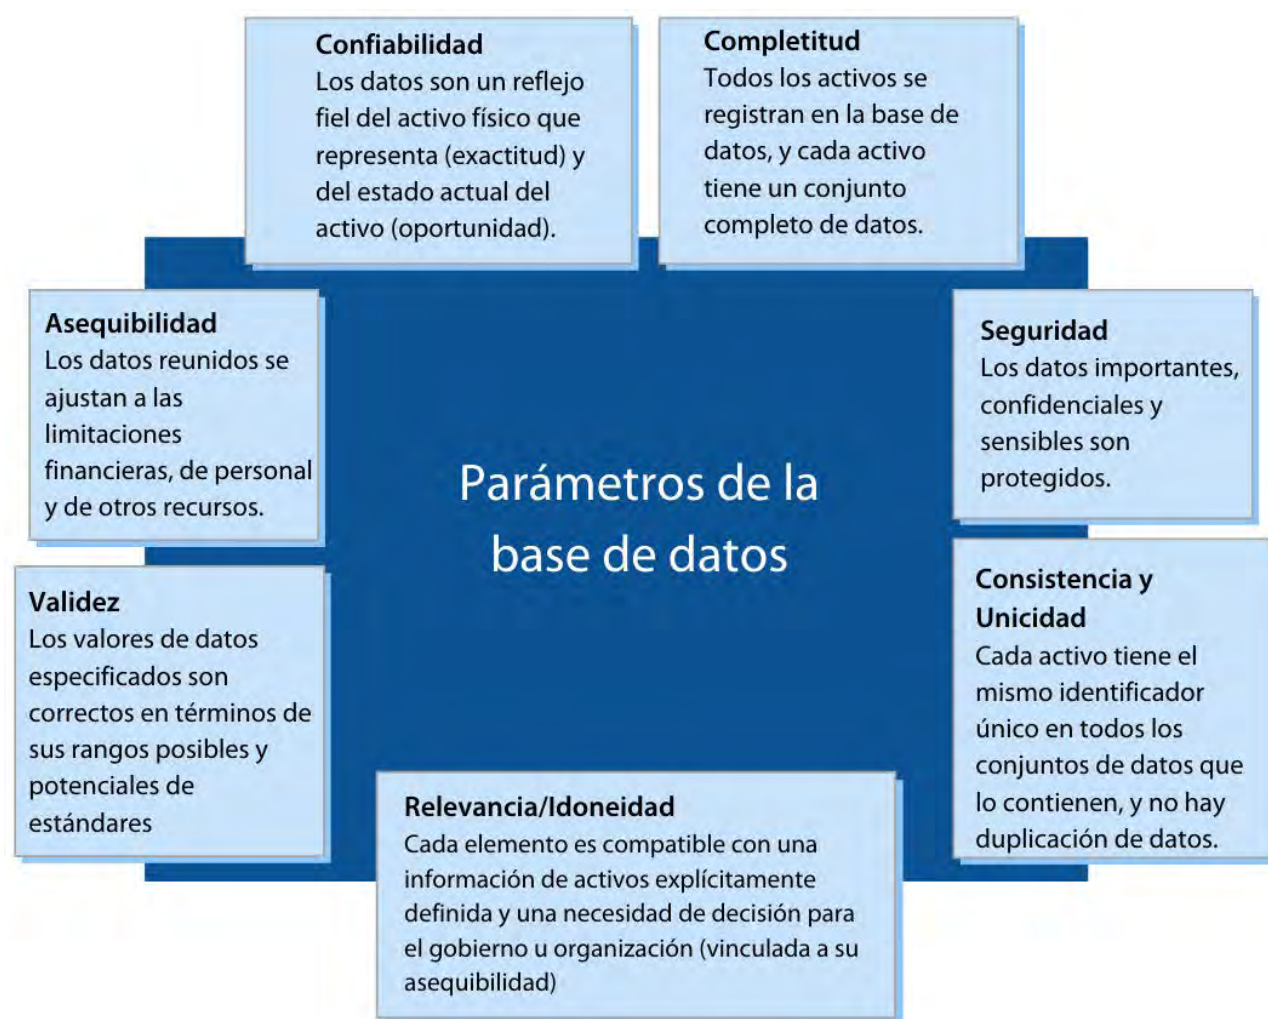 Confiabilidad
Los datos son un reflejo
fiel del activo físico que
representa (exactitud) y
del estado actual del
activo (oportunidad).
Completitud
Todos los activos se
registran en la base de
datos, y cada activo
tiene un conjunto
completo de datos.
Asequibilidad
Los datos reunidos se
ajustan a las
limitaciones
financieras, de personal
y de otros recursos.
Seguridad
Los datos importantes,
confidenciales y
sensibles son
protegidos.
Parámetros de la
base de datos
Validez
Los valores de datos
especificados son
correctos en términos de
sus rangos posibles y
potenciales de
estándares
Consistencia y
Unicidad
Cada activo tiene el
mismo identificador
único en todos los
conjuntos de datos que
lo contienen, y no hay
duplicación de datos.
Relevancia/Idoneidad
Cada elemento es compatible con una
información de activos explícitamente
definida y una necesidad de decisión para
el gobierno u organización (vinculada a su
asequibilidad)